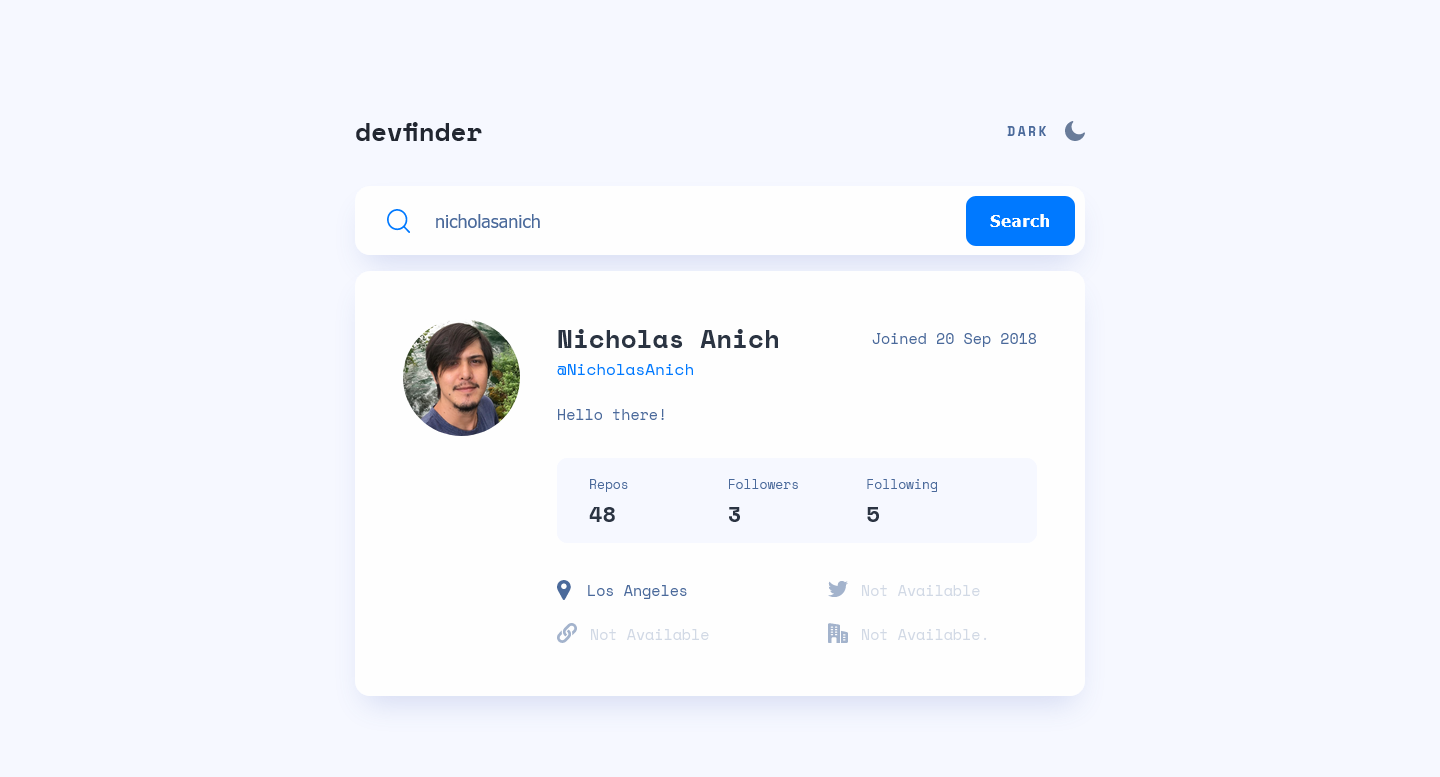 devfinder
DARK
nicholasanich
Search
Nicholas Anich
Joined 20 Sep 2018
@NicholasAnich
Hello there!
Repos
Followers
Following
48
3
5
Los Angeles
Not Available
Not Available
Not Available.